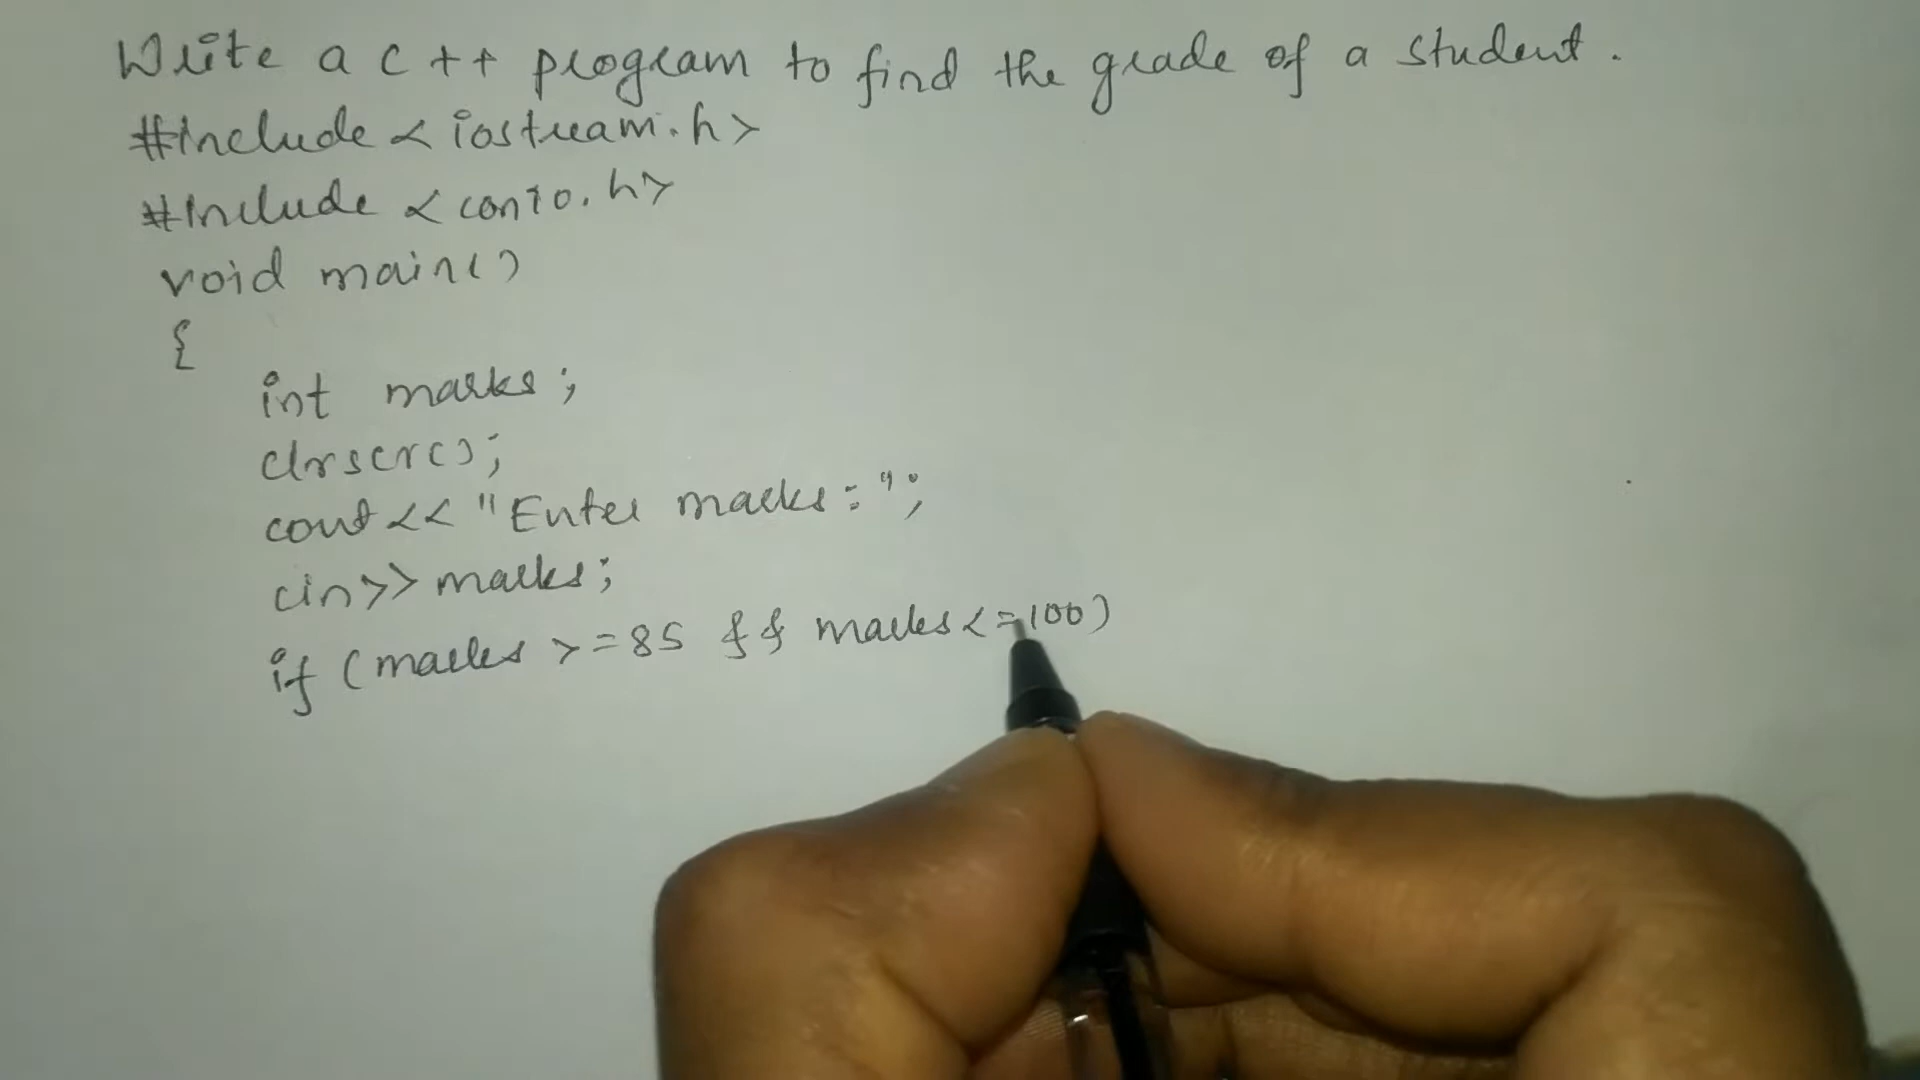 Write a c++ program to find the grade of a student.
#Include <iostream.h>
#Include <conio.h>
void main()
{
int marks;
clrscr();
cout<< "Enter marks:";
cin>> marks;
if (marks >=85 && marks<=100)